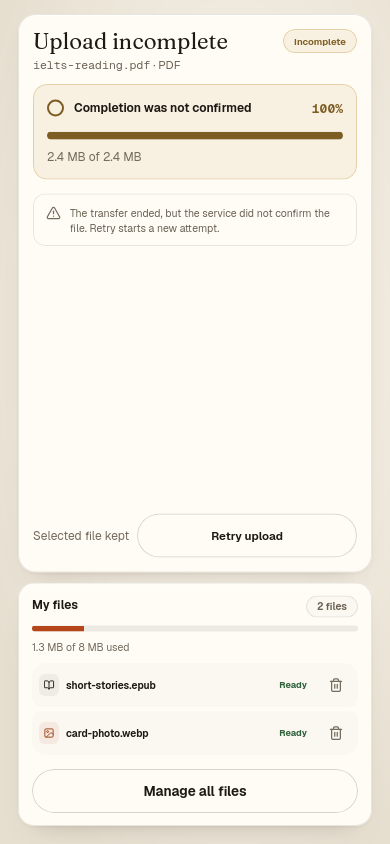 Upload incomplete
Incomplete
ielts-reading.pdf · PDF
Completion was not confirmed
100%
2.4 MB of 2.4 MB
The transfer ended, but the service did not confirm the
file. Retry starts a new attempt.
Selected file kept
Retry upload
My files
2 files
1.3 MB of 8 MB used
short-stories.epub
Ready
card-photo.webp
Ready
Manage all files